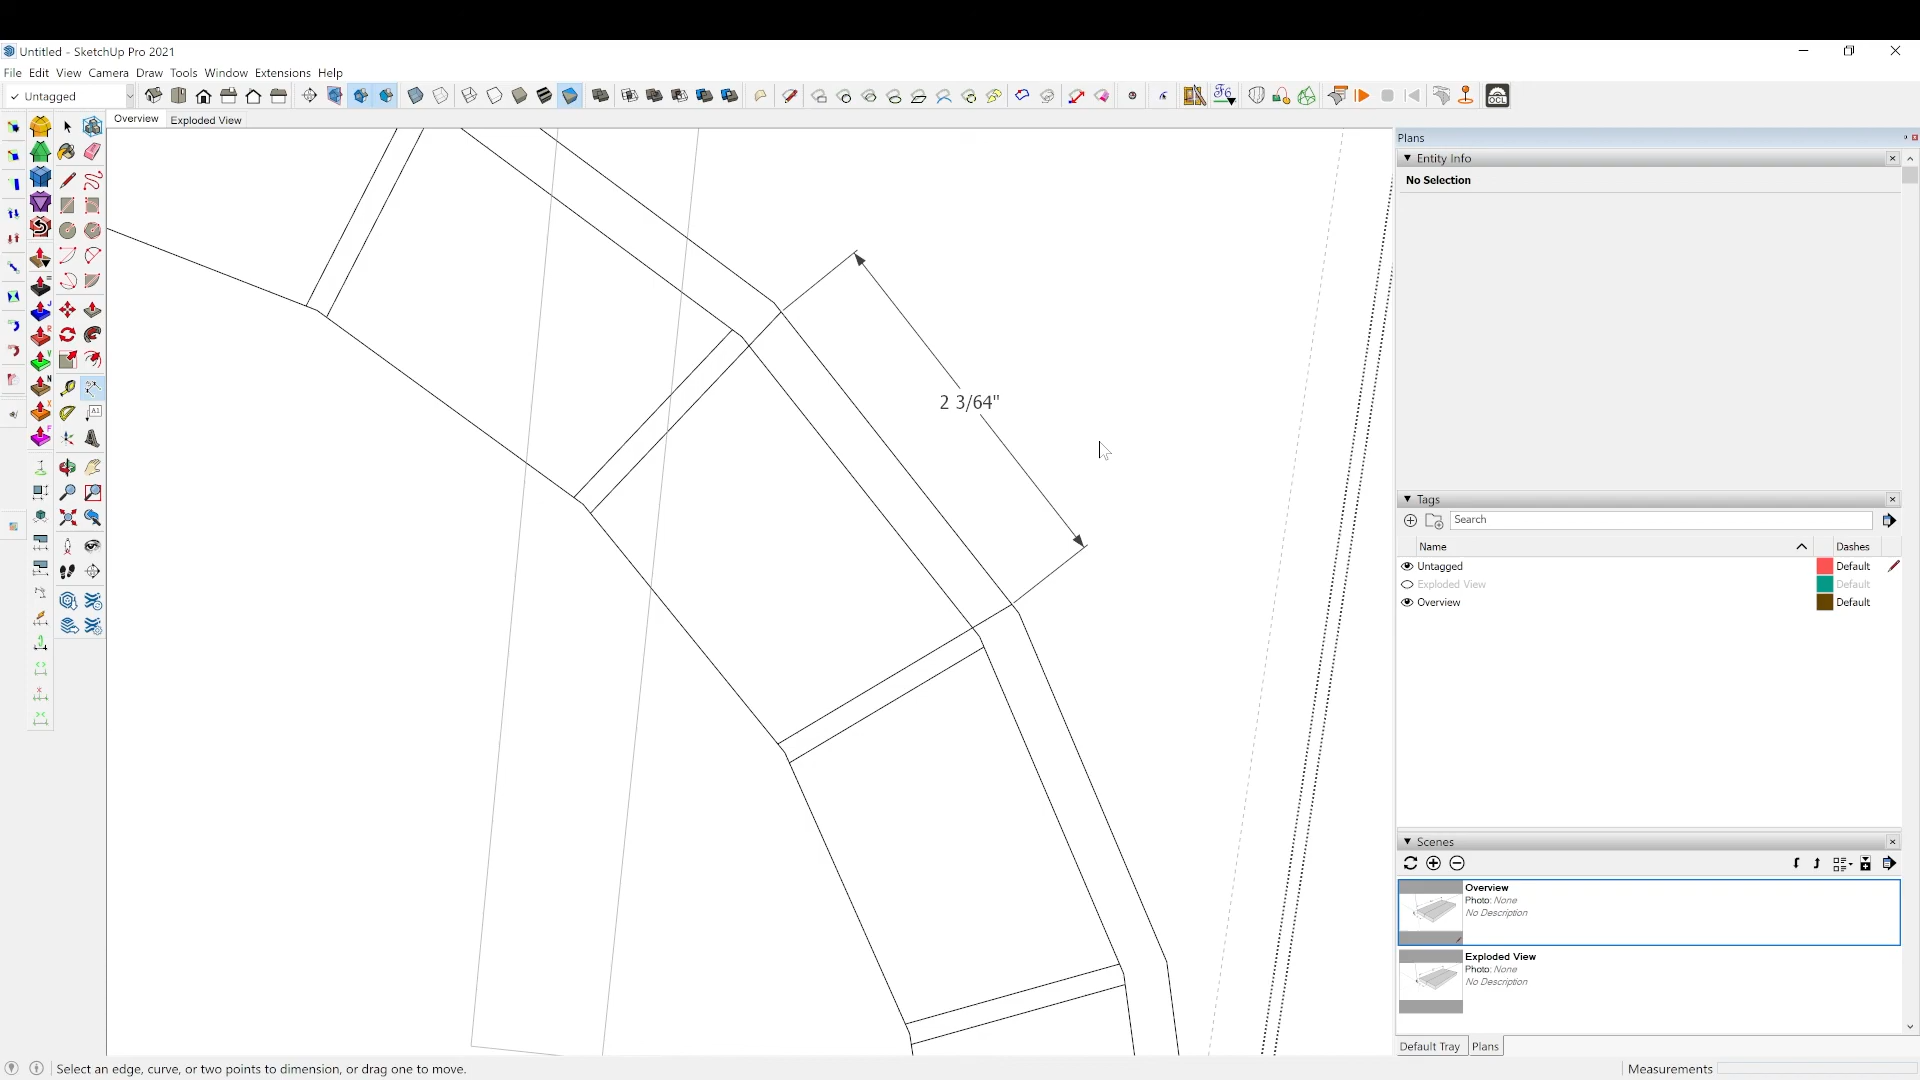 Untitled - SketchUp Pro 2021
File Edit View Camera Draw Tools Window Extensions Help
Untagged
OCL
Overview
Exploded View
2 3/64"
Plans
Entity Info
No Selection
Tags
Search
Name
Dashes
Untagged
Default
Exploded View
Default
Overview
Default
Scenes
Overview
Photo: None
No Description
Exploded View
Photo: None
No Description
Default Tray
Plans
Select an edge, curve, or two points to dimension, or drag one to move.
Measurements